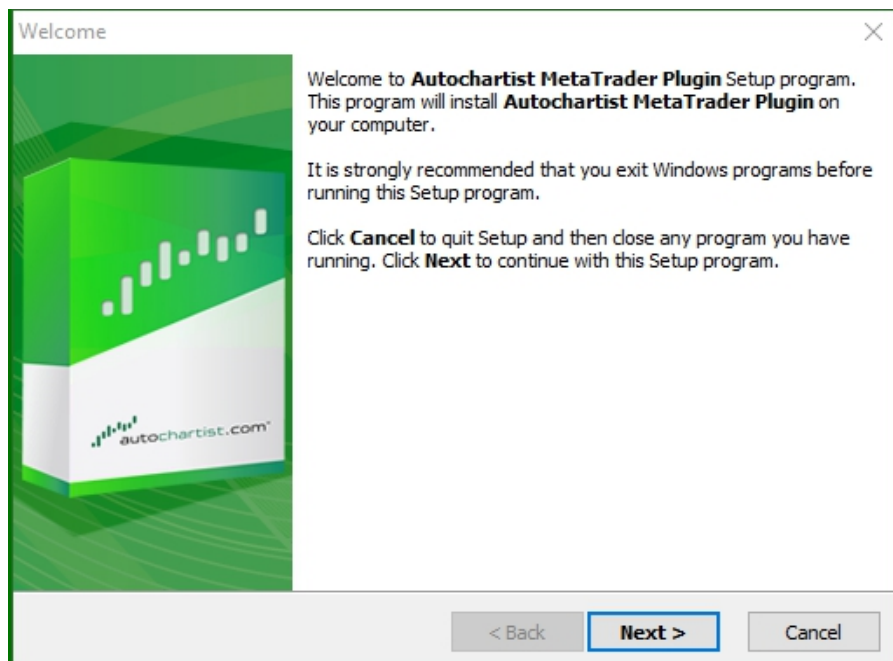 Welcome
Welcome to Autochartist MetaTrader Plugin Setup program.
This program will install Autochartist MetaTrader Plugin on
your computer.
It is strongly recommended that you exit Windows programs before
running this Setup program.
Click Cancel to quit Setup and then close any program you have
running. Click Next to continue with this Setup program.
autochartist.com
< Back
Next >
Cancel